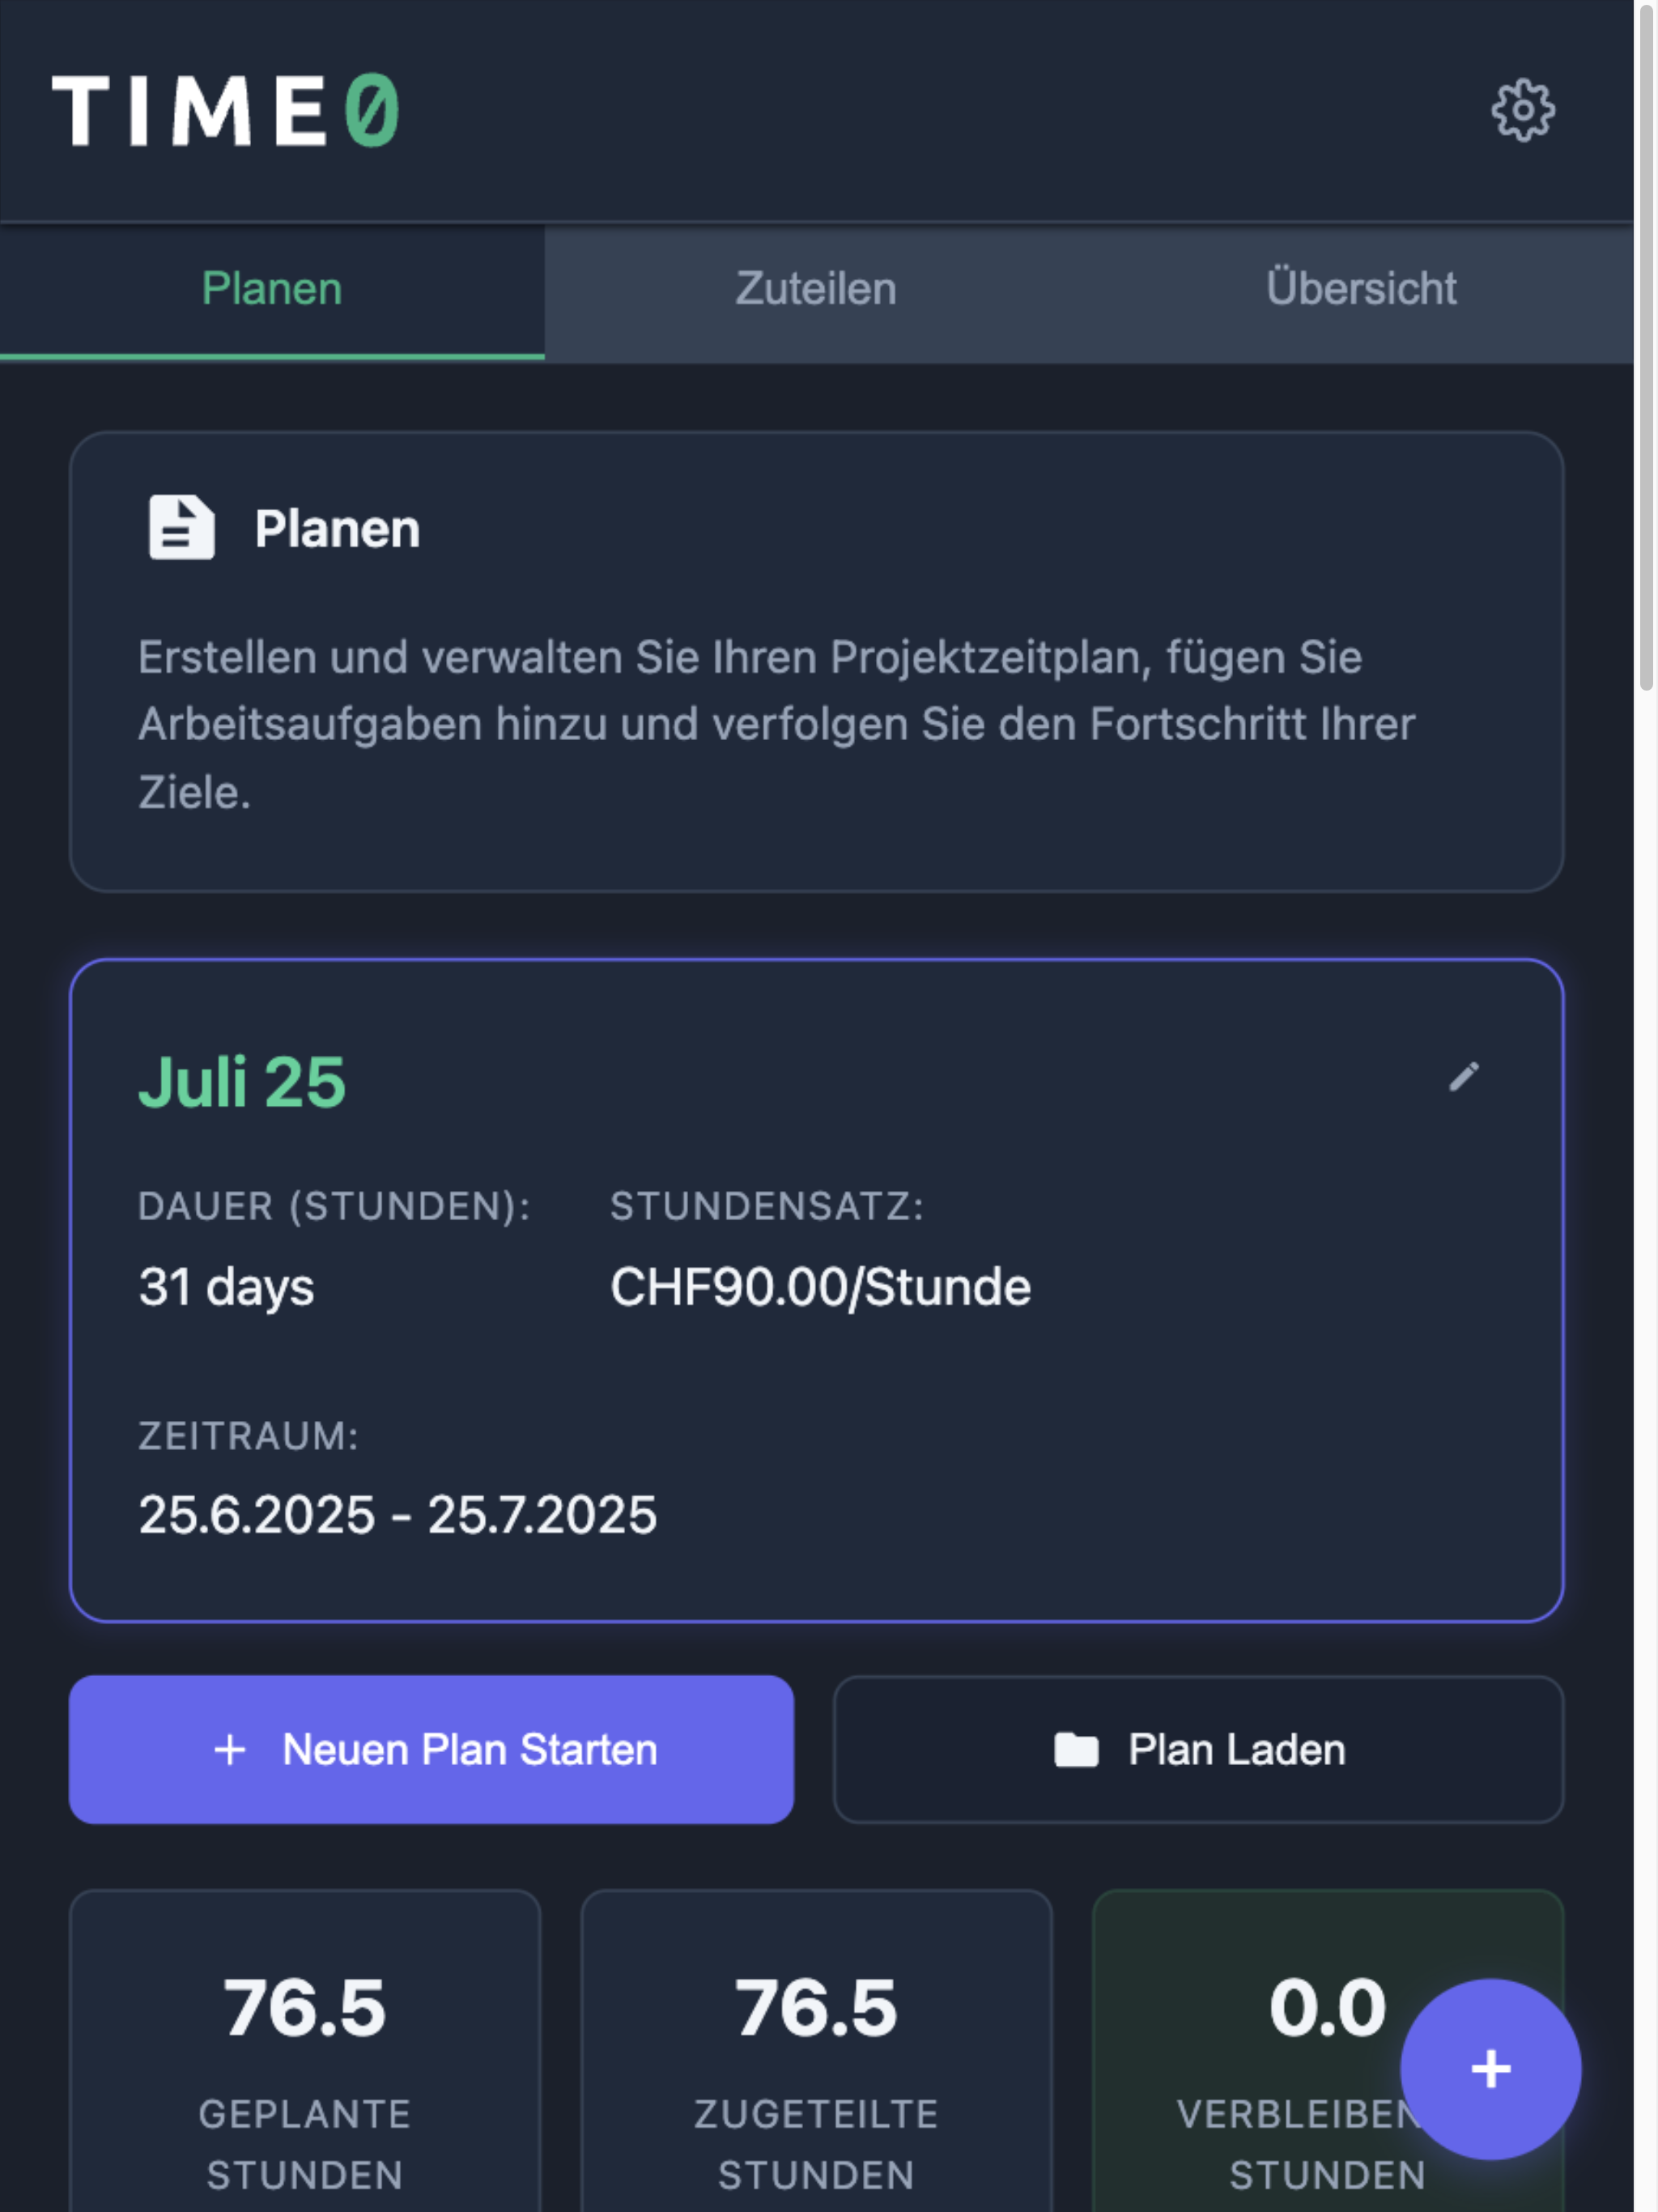 TIME0
Planen
Zuteilen
Übersicht
Planen
Erstellen und verwalten Sie Ihren Projektzeitplan, fügen Sie
Arbeitsaufgaben hinzu und verfolgen Sie den Fortschritt Ihrer
Ziele.
Juli 25
DAUER (STUNDEN):
31 days
STUNDENSATZ:
CHF90.00/Stunde
ZEITRAUM:
25.6.2025 - 25.7.2025
+ Neuen Plan Starten
Plan Laden
76.5
GEPLANTE
STUNDEN
76.5
ZUGETEILTE
STUNDEN
0.0
STUNDEN
+